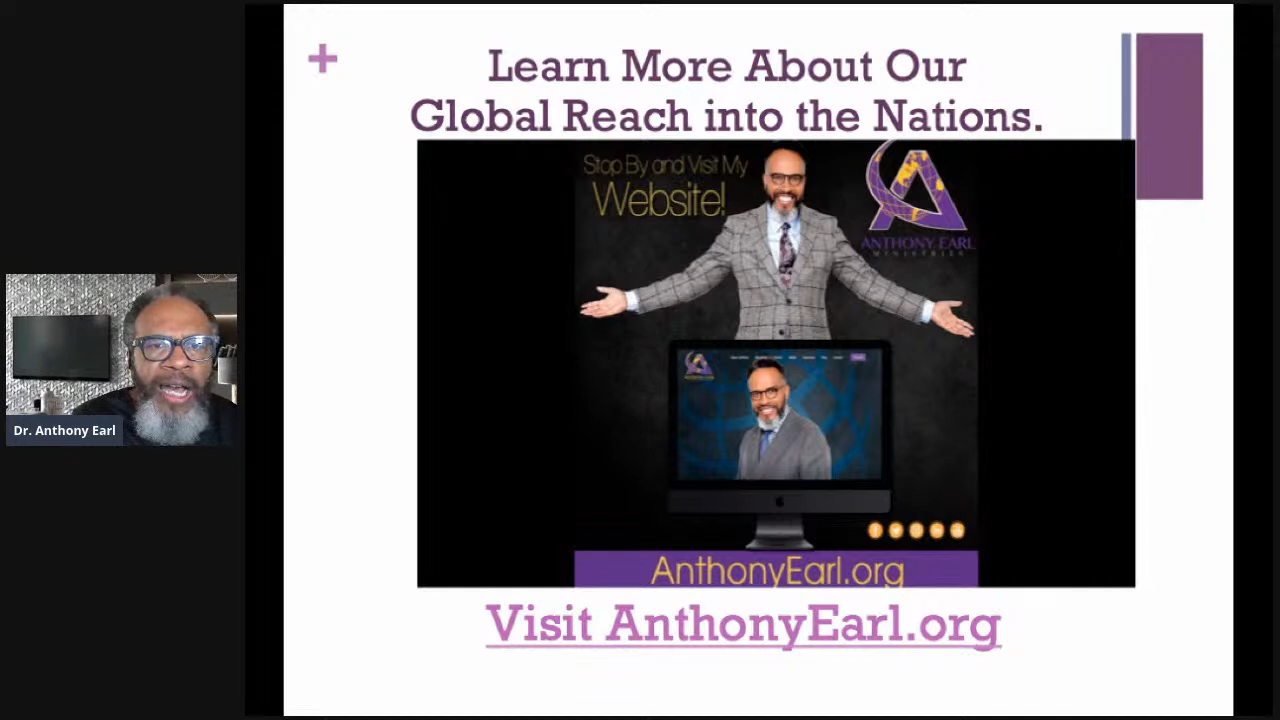 Learn More About Our
Global Reach into the Nations.
Stop By and Visit My
Website!
ANTHONY EARL
MINISTRIES
Dr. Anthony Earl
AnthonyEarl.org
Visit AnthonyEarl.org